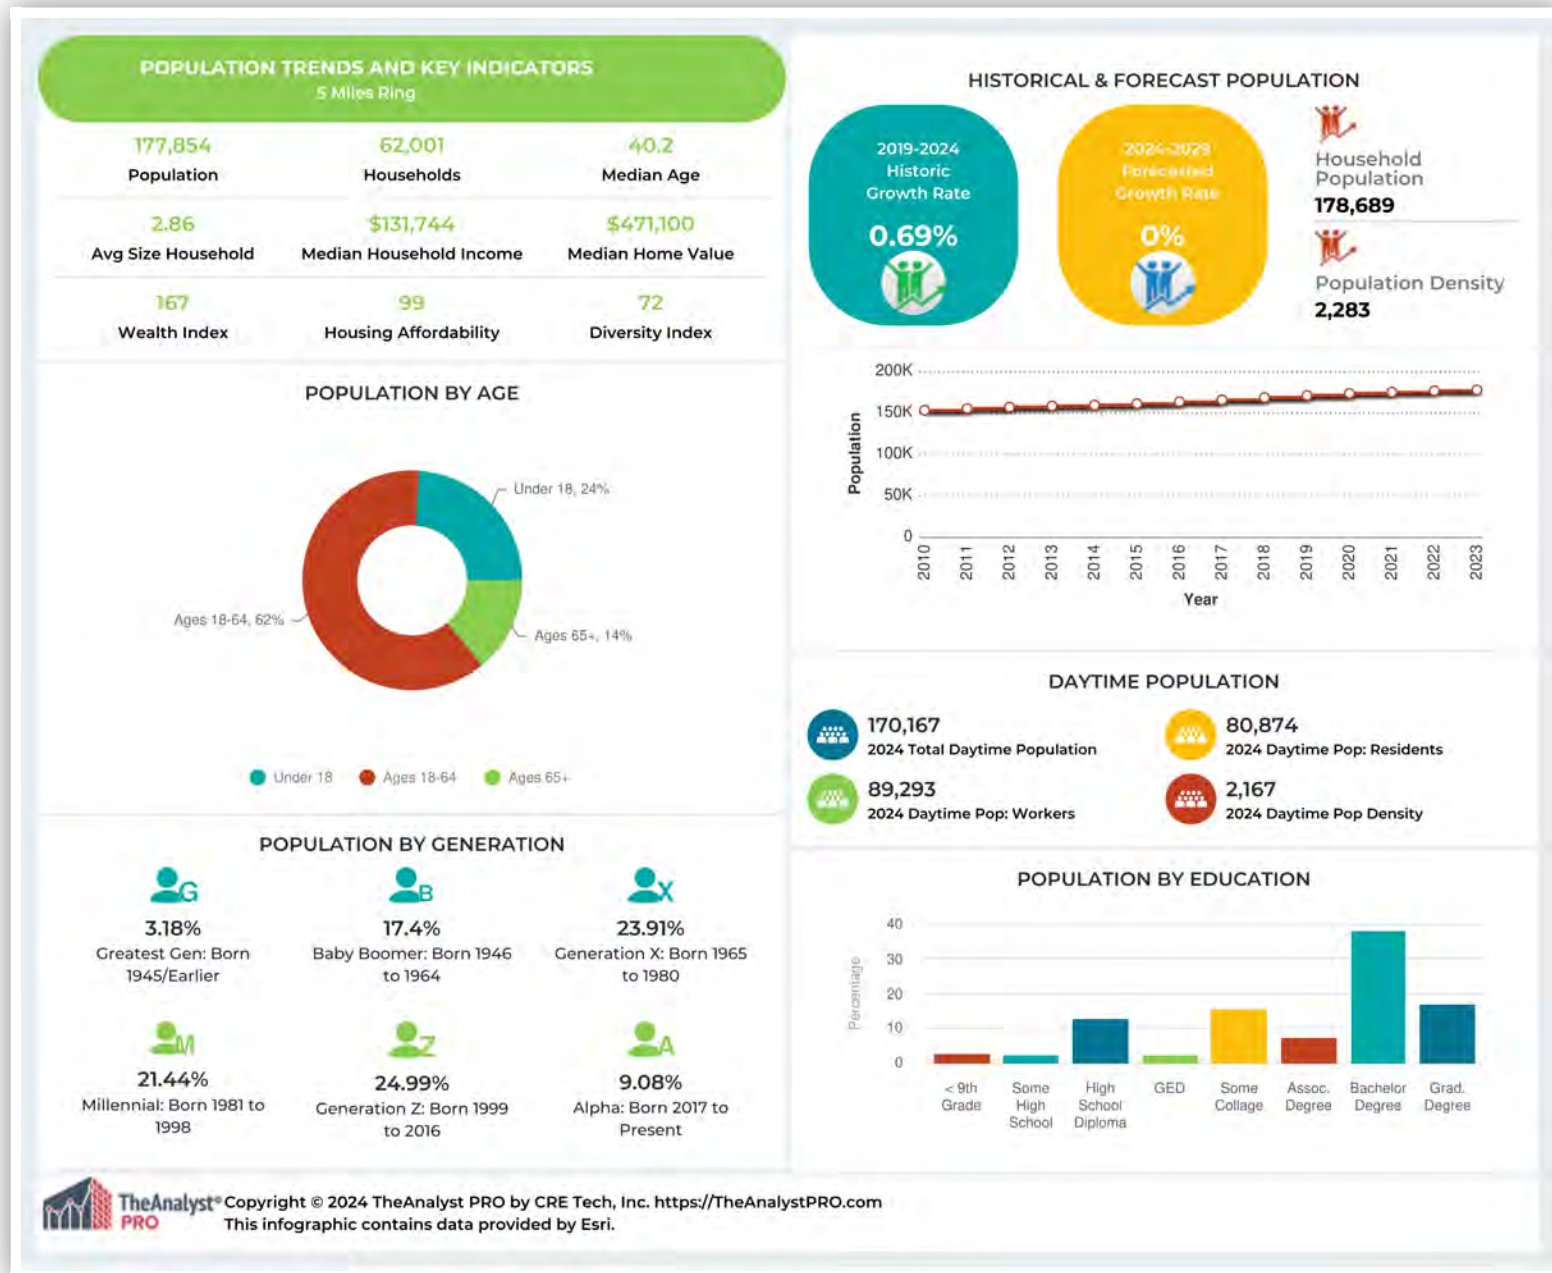 POPULATION TRENDS AND KEY INDICATORS
5 Miles Ring
177,854
Population
62,001
Households
40.2
Median Age
2.86
Avg Size Household
$131,744
Median Household Income
$471,100
Median Home Value
167
Wealth Index
99
Housing Affordability
72
Diversity Index
POPULATION BY AGE
Under 18, 24%
Ages 18-64, 62%
Ages 65+, 14%
Under 18
Ages 18-64
Ages 65+
POPULATION BY GENERATION
G
3.18%
Greatest Gen: Born
1945/Earlier
B
17.4%
Baby Boomer: Born 1946
to 1964
X
23.91%
Generation X: Born 1965
to 1980
M
21.44%
Millennial: Born 1981 to
1998
Z
24.99%
Generation Z: Born 1999
to 2016
A
9.08%
Alpha: Born 2017 to
Present
HISTORICAL & FORECAST POPULATION
2019-2024
Historic
Growth Rate
0.69%
2024-2029
Forecasted
Growth Rate
0%
Household
Population
178,689
Population Density
2,283
Population
200K
150K
100K
50K
0
2010
2011
2012
2013
2014
2015
2016
2017
2018
2019
2020
2021
2022
2023
Year
DAYTIME POPULATION
170,167
2024 Total Daytime Population
80,874
2024 Daytime Pop: Residents
89,293
2024 Daytime Pop: Workers
2,167
2024 Daytime Pop Density
POPULATION BY EDUCATION
Percentage
40
30
20
10
0
< 9th
Grade
Some
High
School
High
School
Diploma
GED
Some
Collage
Assoc.
Degree
Bachelor
Degree
Grad.
Degree
TheAnalyst®
PRO
Copyright © 2024 TheAnalyst PRO by CRE Tech, Inc. https://TheAnalystPRO.com
This infographic contains data provided by Esri.